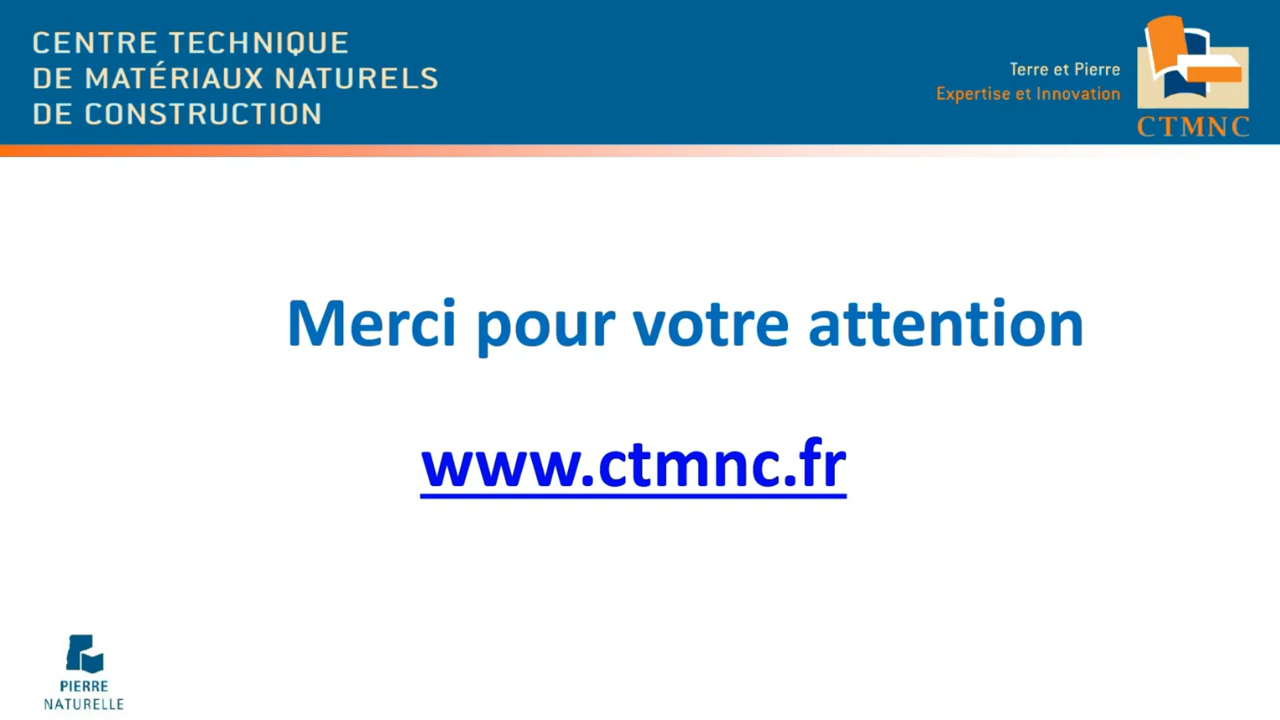 CENTRE TECHNIQUE
DE MATÉRIAUX NATURELS
DE CONSTRUCTION
Terre et Pierre
Expertise et Innovation
CTMNC
Merci pour votre attention
www.ctmnc.fr
PIERRE
NATURELLE